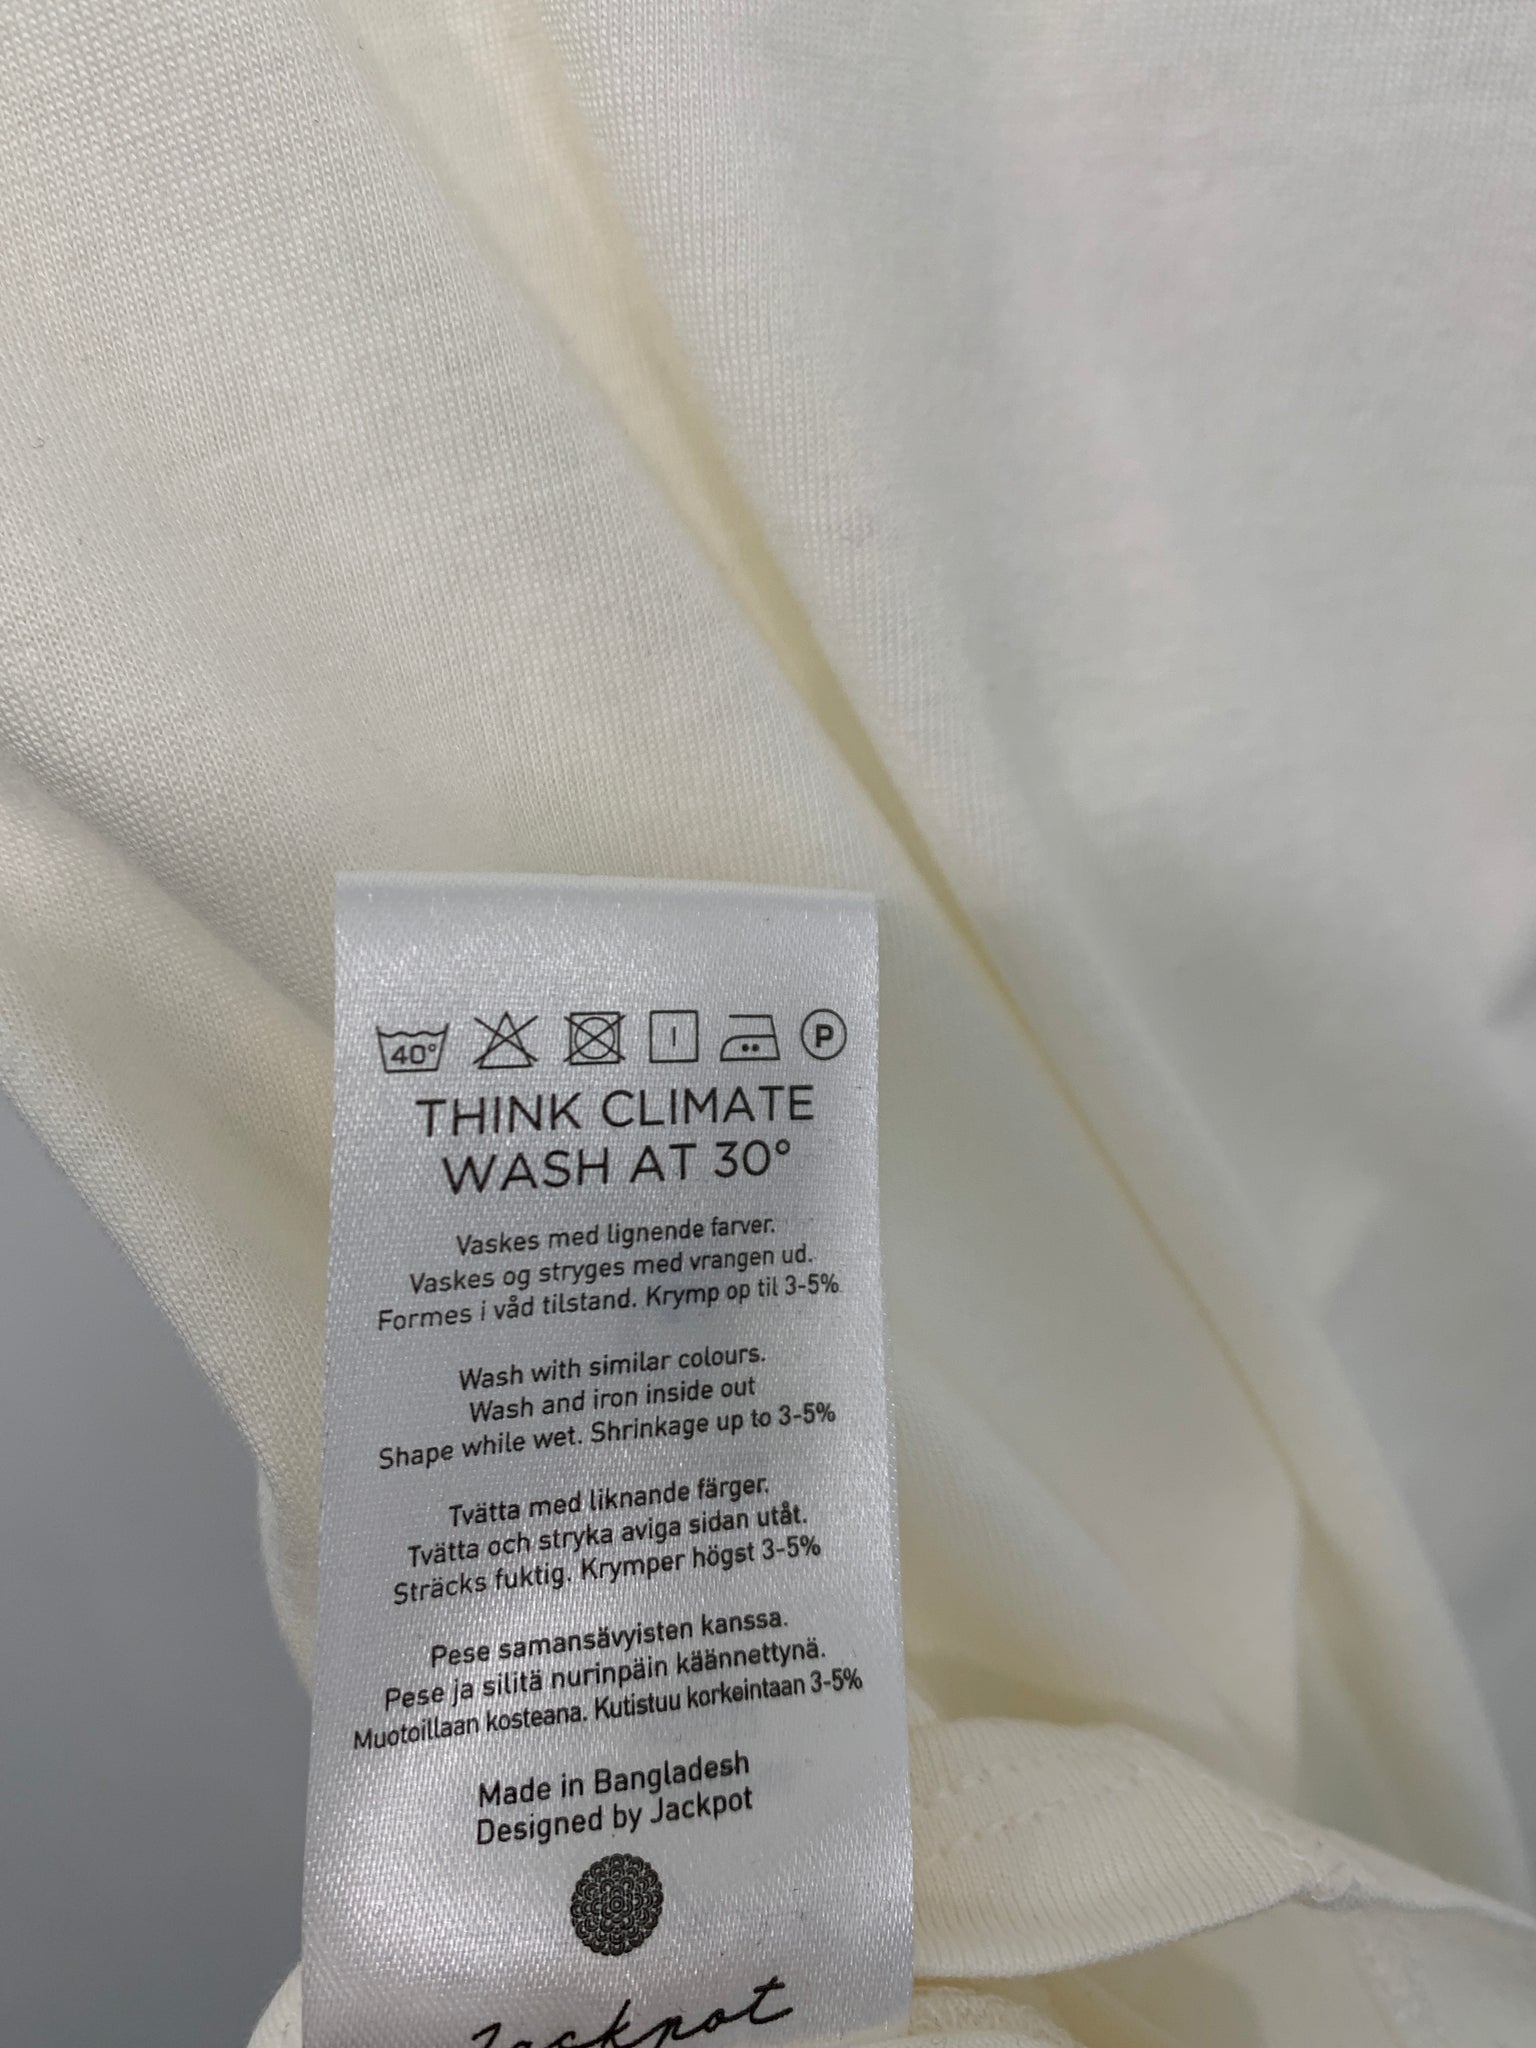 40°
P
THINK CLIMATE
WASH AT 30°
Vaskes med lignende farver.
Vaskes og stryges med vrangen ud.
Formes i våd tilstand. Krymp op til 3-5%
Wash with similar colours.
Wash and iron inside out
Shape while wet. Shrinkage up to 3-5%
Tvätta med liknande färger.
Tvätta och stryka aviga sidan utåt.
Sträcks fuktig. Krymper högst 3-5%
Pese samansävyisten kanssa.
Pese ja silitä nurinpäin käännettynä.
Muotoillaan kosteana. Kutistuu korkeintaan 3-5%
Made in Bangladesh
Designed by Jackpot
Jackpot